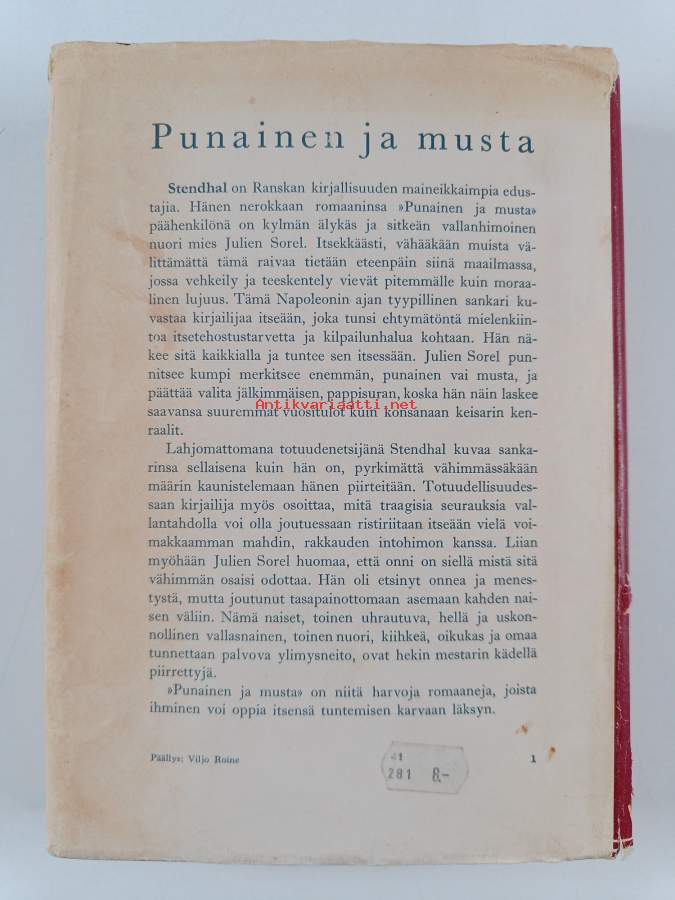 Punainen ja musta
Stendhal on Ranskan kirjallisuuden maineikkaimpia edus-
tajia. Hänen nerokkaan romaaninsa »Punainen ja musta»
päähenkilönä on kylmän älykäs ja sitkeän vallanhimoinen
nuori mies Julien Sorel. Itsekkäästi, vähääkään muista vä-
littämättä tämä raivaa tietään eteenpäin siinä maailmassa,
jossa vehkeily ja teeskentely vievät pitemmälle kuin moraa-
linen lujuus. Tämä Napoleonin ajan tyypillinen sankari ku-
vastaa kirjailijaa itseään, joka tunsi ehtymätöntä mielenkiin-
toa itsetehostustarvetta ja kilpailunhalua kohtaan. Hän nä-
kee sitä kaikkialla ja tuntee sen itsessään. Julien Sorel pun-
nitsee kumpi merkitsee enemmän, punainen vai musta, ja
päättää valita jälkimmäisen, pappisuran, koska hän näin laskee
Antikvariaatti.net
saavansa suuremmat vuositulot kuin konsanaan keisarin ken-
raalit.
Lahjomattomana totuudenetsijänä Stendhal kuvaa sanka-
rinsa sellaisena kuin hän on, pyrkimättä vähimmässäkään
määrin kaunistelemaan hänen piirteitään. Totuudellisuudes-
saan kirjailija myös osoittaa, mitä traagisia seurauksia val-
lantahdolla voi olla joutuessaan ristiriitaan itseään vielä voi-
makkaamman mahdin, rakkauden intohimon kanssa. Liian
myöhään Julien Sorel huomaa, että onni on siellä mistä sitä
vähimmän osaisi odottaa. Hän oli etsinyt onnea ja menes-
tystä, mutta joutunut tasapainottomaan asemaan kahden nai-
sen väliin. Nämä naiset, toinen uhrautuva, hellä ja uskon-
nollinen vallasnainen, toinen nuori, kiihkeä, oikukas ja omaa
tunnettaan palvova ylimysneito, ovat hekin mestarin kädellä
piirrettyjä.
»Punainen ja musta» on niitä harvoja romaaneja, joista
ihminen voi oppia itsensä tuntemisen karvaan läksyn.
Päällys: Viljo Roine
41
281 8.-
1